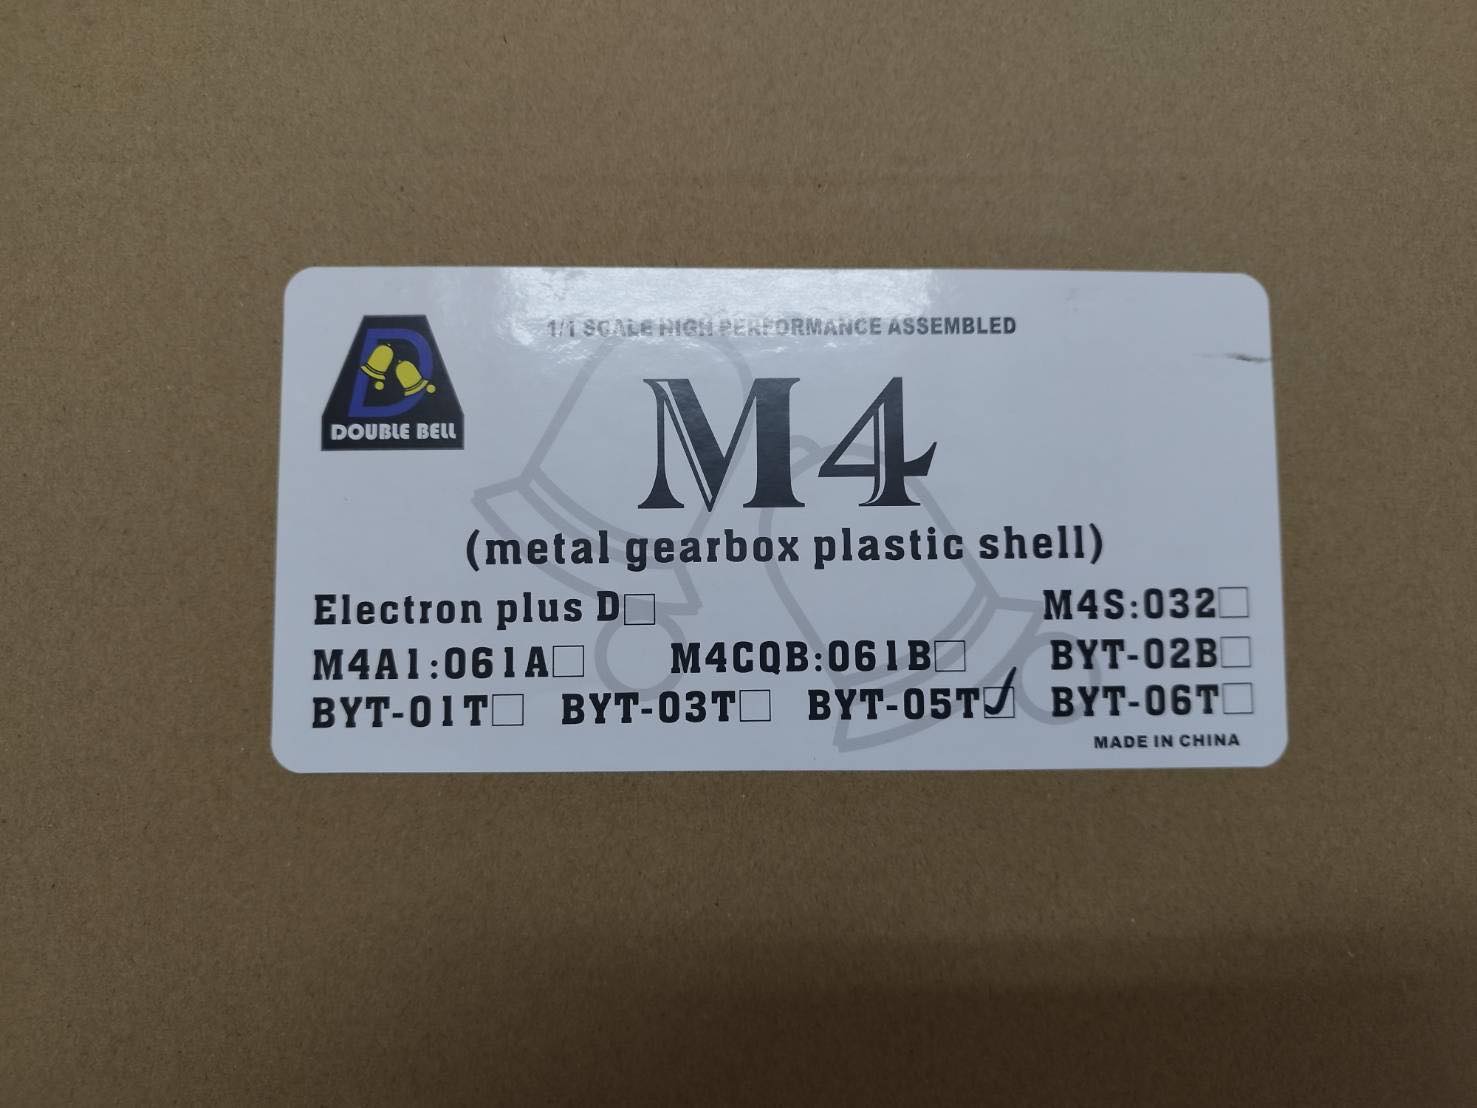 1/1 SCALE HIGH PERFORMANCE ASSEMBLED
DOUBLE BELL
M4
(metal gearbox plastic shell)
Electron plus D□ M4S:032□
M4A1:061A□ M4CQB:061B□ BYT-02B□
BYT-01T□ BYT-03T□ BYT-05T☑ BYT-06T□
MADE IN CHINA